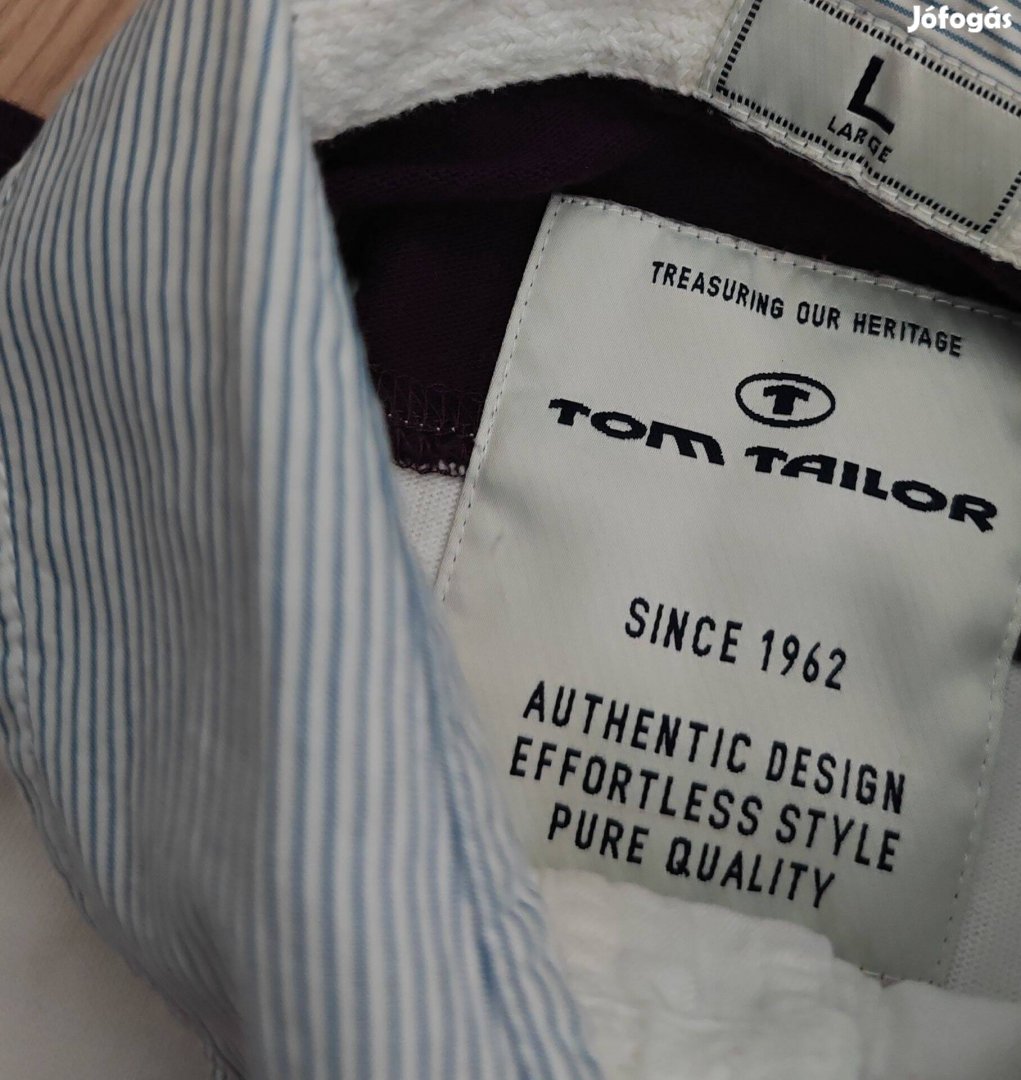 Jófogás
L
LARGE
TREASURING OUR HERITAGE
T
TOM TAILOR
SINCE 1962
AUTHENTIC DESIGN
EFFORTLESS STYLE
PURE QUALITY